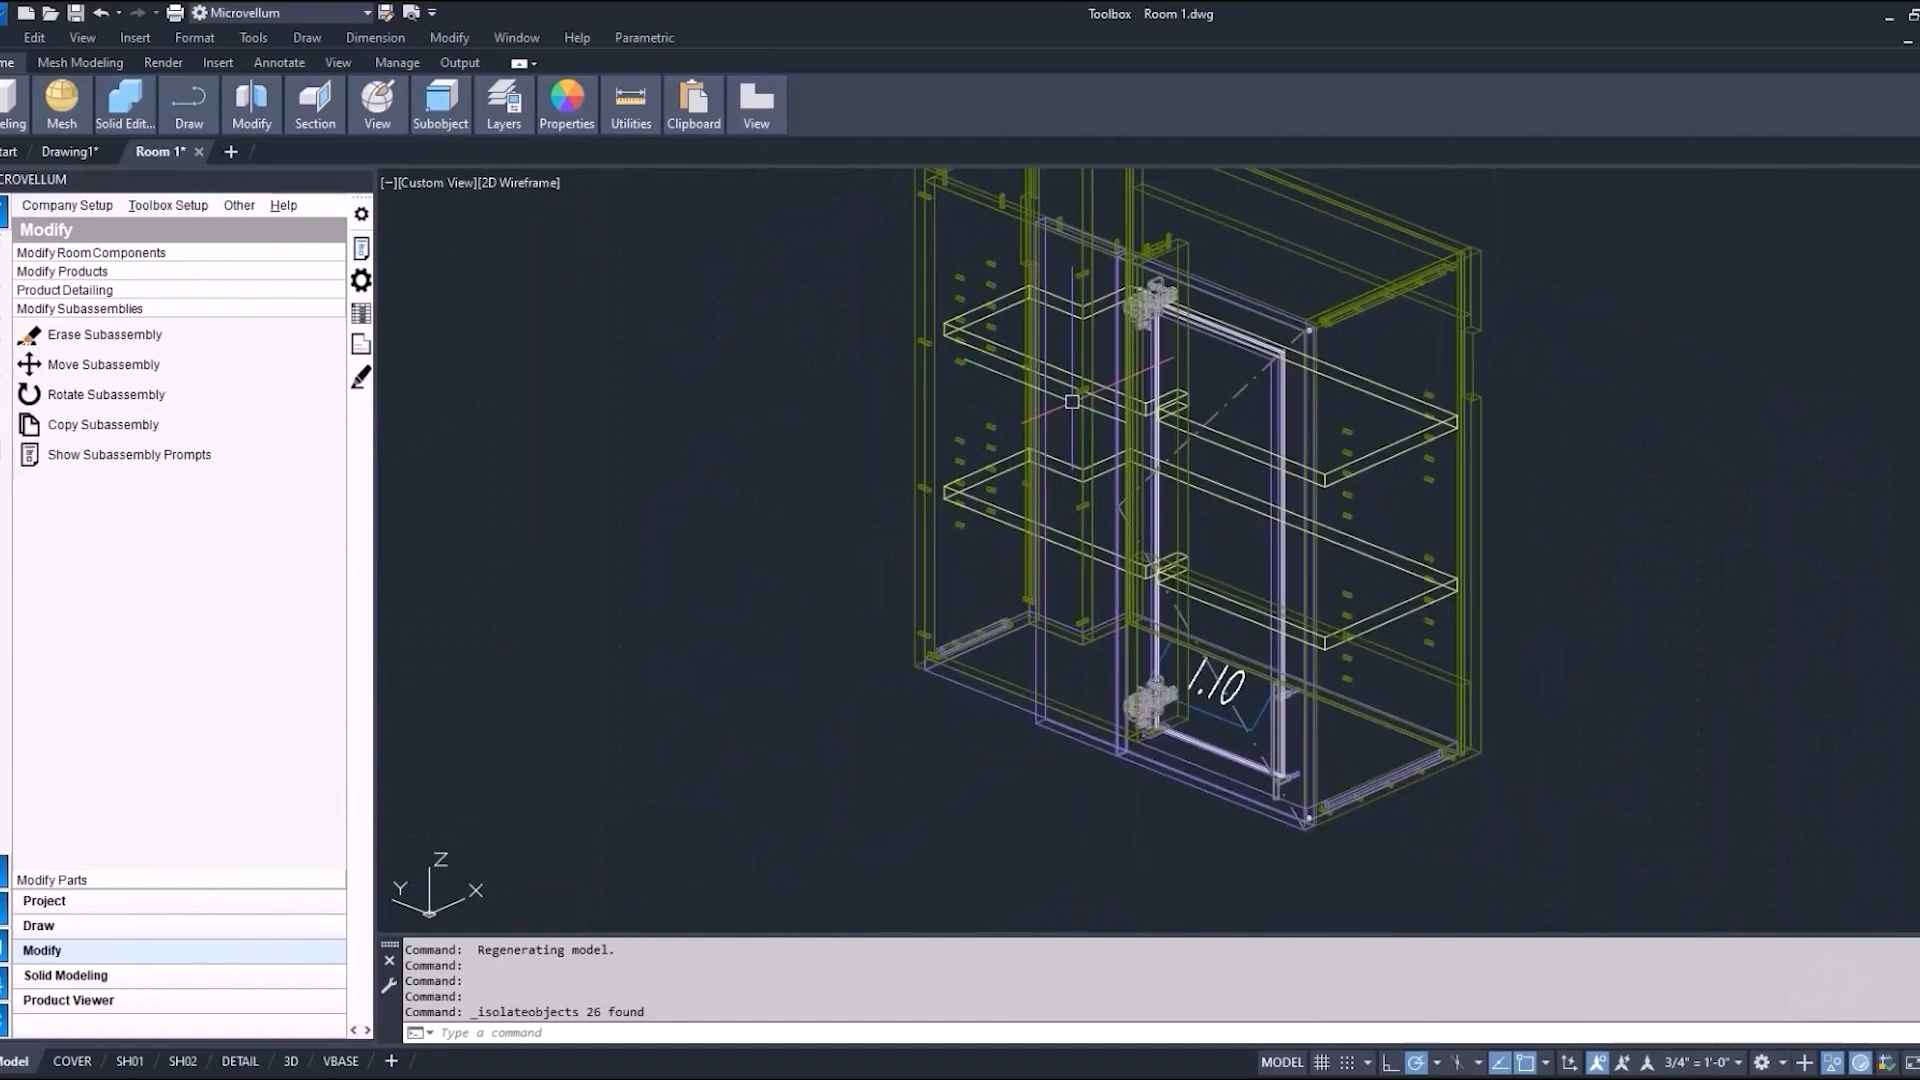 Microvellum
Toolbox Room 1.dwg
Edit View Insert Format Tools Draw Dimension Modify Window Help Parametric
me Mesh Modeling Render Insert Annotate View Manage Output
eling Mesh Solid Edit... Draw Modify Section View Subobject Layers Properties Utilities Clipboard View
tart Drawing1* Room 1*
CROVELLUM
[−][Custom View][2D Wireframe]
Company Setup Toolbox Setup Other Help
Modify
Modify Room Components
Modify Products
Product Detailing
Modify Subassemblies
Erase Subassembly
Move Subassembly
Rotate Subassembly
Copy Subassembly
Show Subassembly Prompts
1.10
Z
Y X
Modify Parts
Project
Draw
Modify
Solid Modeling
Product Viewer
Command: Regenerating model.
Command:
Command:
Command:
Command: _isolateobjects 26 found
Type a command
Model COVER SH01 SH02 DETAIL 3D VBASE
MODEL 3/4" = 1'-0"